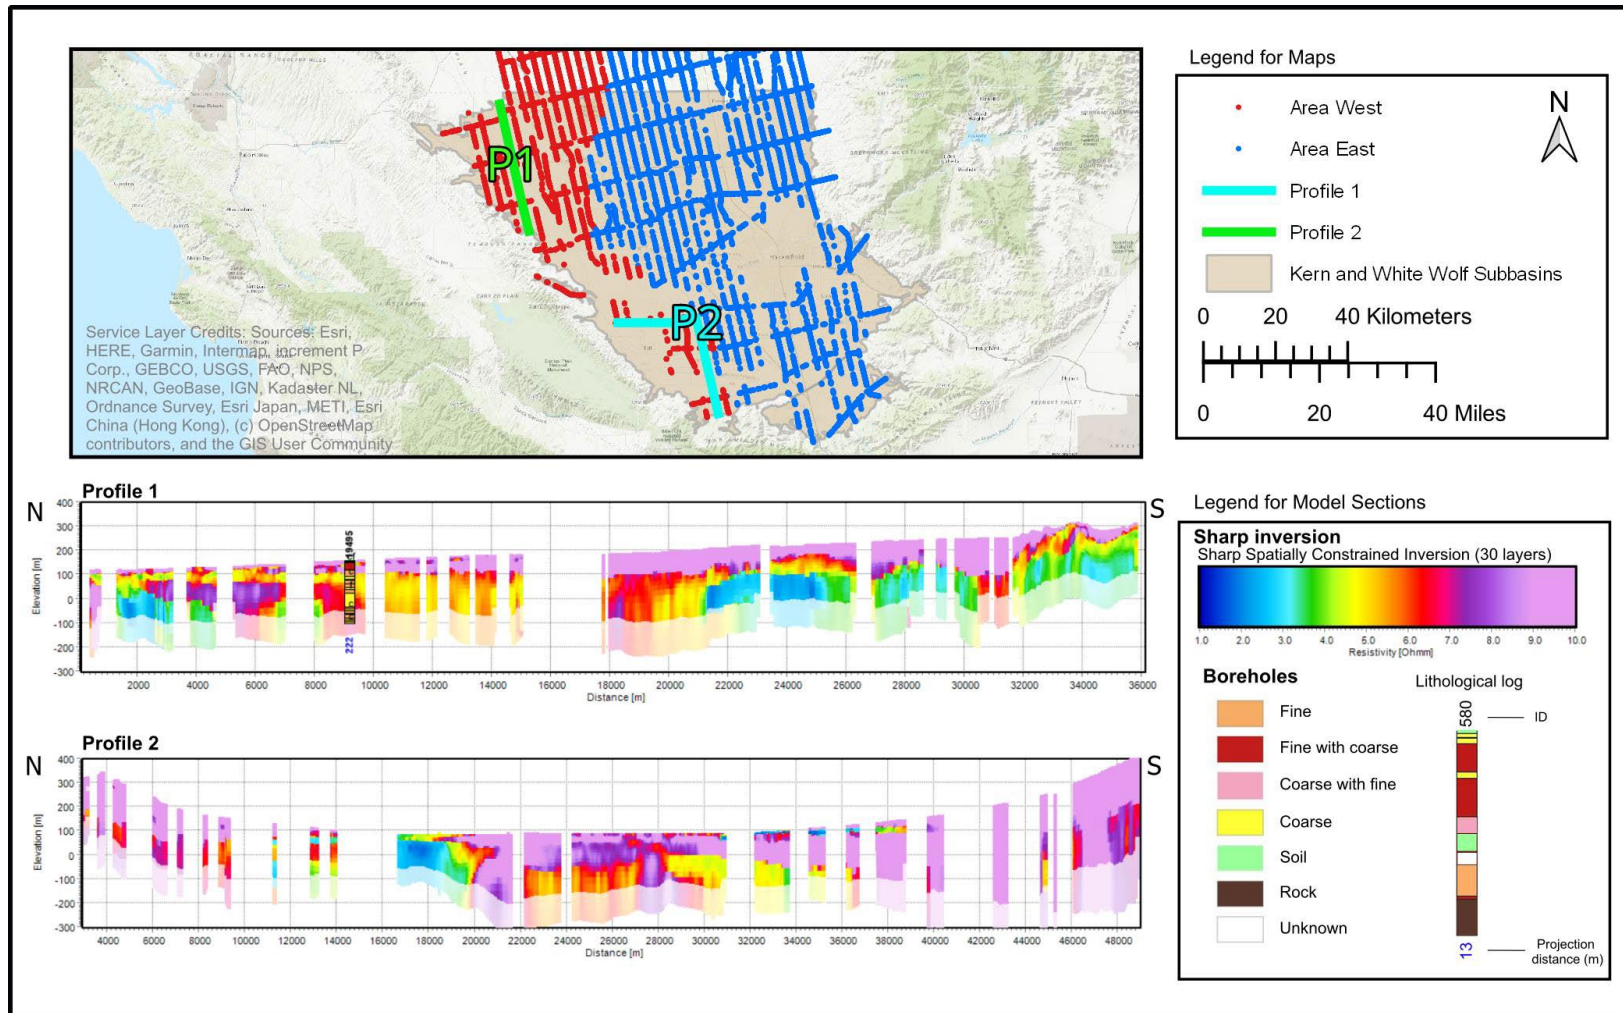 P1
P2
Service Layer Credits: Sources: Esri,
HERE, Garmin, Intermap, increment P
Corp., GEBCO, USGS, FAO, NPS,
NRCAN, GeoBase, IGN, Kadaster NL,
Ordnance Survey, Esri Japan, METI, Esri
China (Hong Kong), (c) OpenStreetMap
contributors, and the GIS User Community
Legend for Maps
N
Area West
Area East
Profile 1
Profile 2
Kern and White Wolf Subbasins
0 20 40 Kilometers
0 20 40 Miles
Profile 1
N
S
400
300
200
100
0
-100
-200
-300
Elevation [m]
19495
222
2000 4000 6000 8000 10000 12000 14000 16000 18000 20000 22000 24000 26000 28000 30000 32000 34000 36000
Distance [m]
Profile 2
N
S
400
300
200
100
0
-100
-200
-300
Elevation [m]
4000 6000 8000 10000 12000 14000 16000 18000 20000 22000 24000 26000 28000 30000 32000 34000 36000 38000 40000 42000 44000 46000 48000
Distance [m]
Legend for Model Sections
Sharp inversion
Sharp Spatially Constrained Inversion (30 layers)
1.0 2.0 3.0 4.0 5.0 6.0 7.0 8.0 9.0 10.0
Resistivity [Ohmm]
Boreholes
Fine
Fine with coarse
Coarse with fine
Coarse
Soil
Rock
Unknown
Lithological log
580
ID
13
Projection
distance (m)